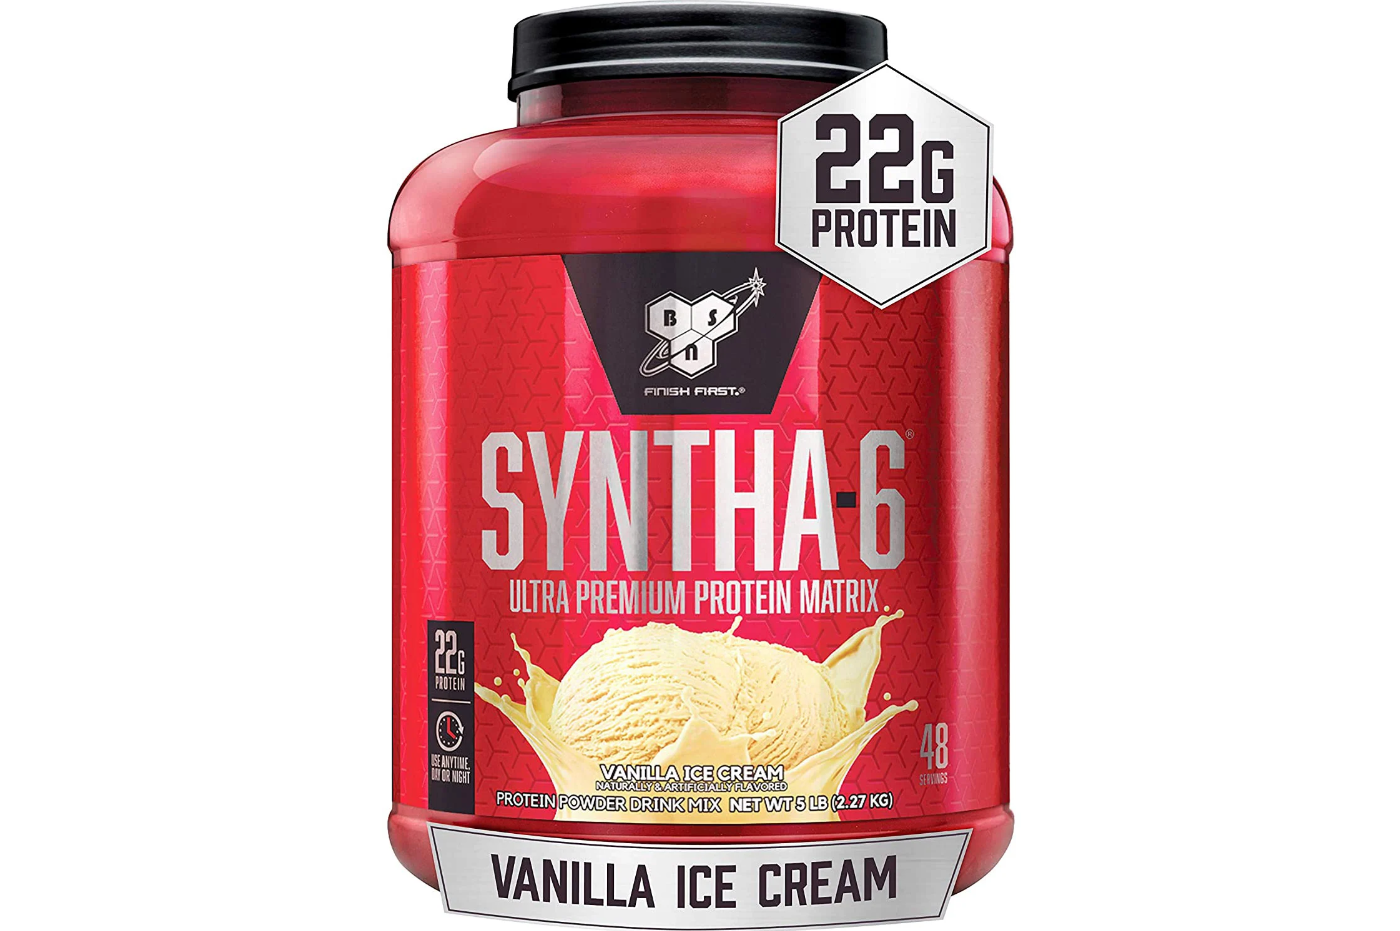 22G
PROTEIN
B S
N
FINISH FIRST.®
SYNTHA-6®
ULTRA PREMIUM PROTEIN MATRIX
22G
PROTEIN
USE ANYTIME,
DAY OR NIGHT
48
SERVINGS
VANILLA ICE CREAM
NATURALLY & ARTIFICIALLY FLAVORED
PROTEIN POWDER DRINK MIX NET WT 5 LB (2.27 KG)
VANILLA ICE CREAM